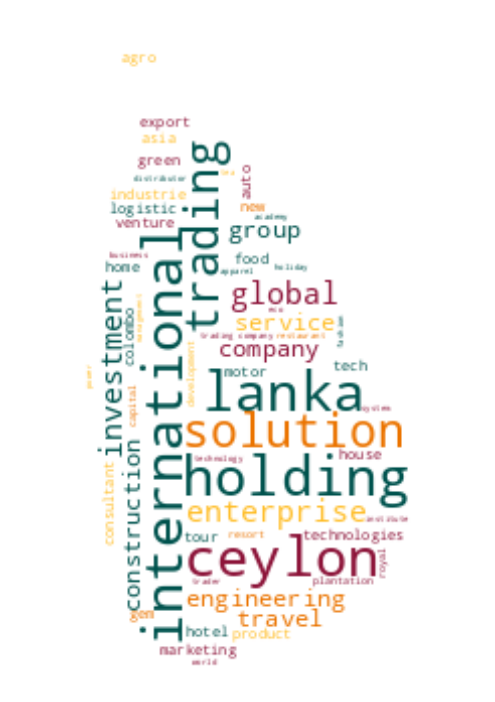 agro
export
asia
green
distributor
industrie
logistic
venture
trading
auto
new
academy
group
business
home
food
apparel
holiday
international
investment
colombo
management
global
eco
service
trading company
restaurant
company
development
motor
tech
power
capital
lanka
system
solution
construction
consultant
technology
house
holding
enterprise
institute
tour
resort
technologies
ceylon
royal
trader
plantation
gem
engineering
travel
hotel
product
marketing
world